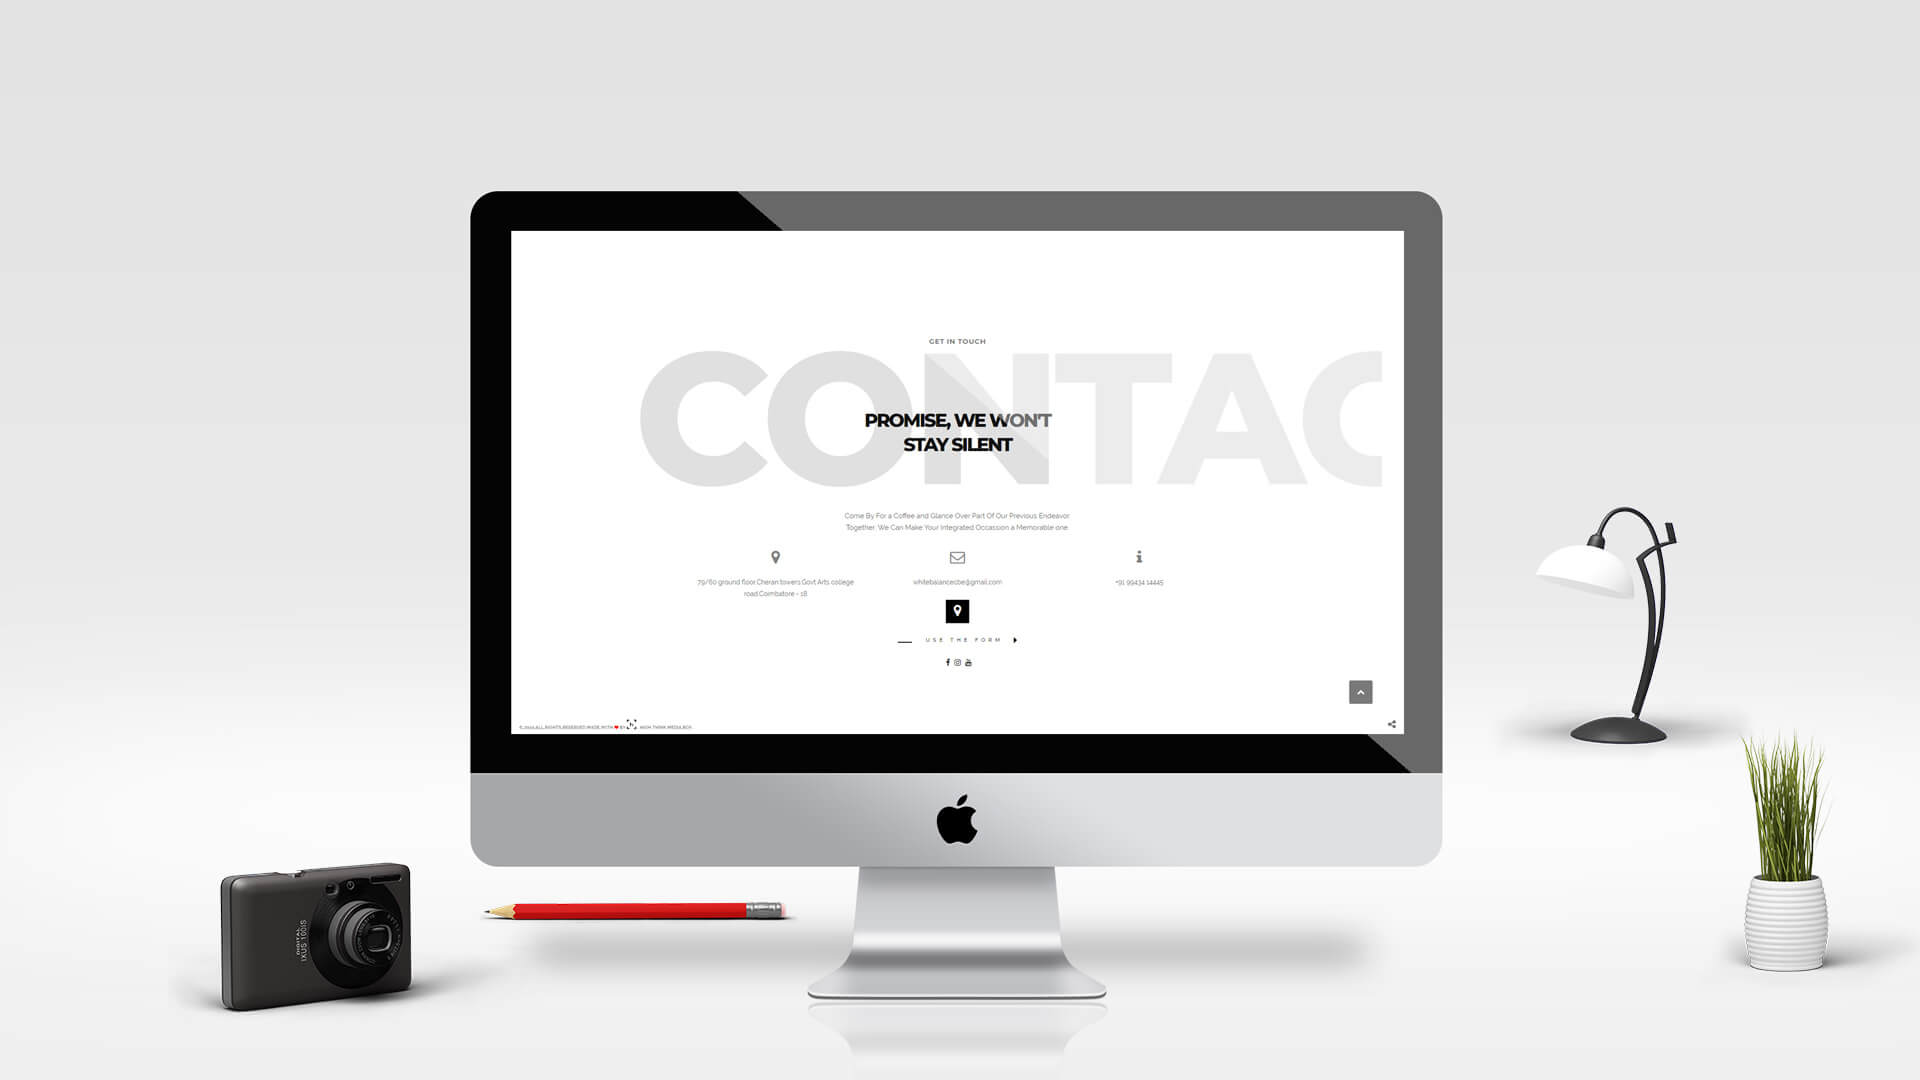 GET IN TOUCH
CONTAC
PROMISE, WE WON'T
STAY SILENT
Come By For a Coffee and Glance Over Part Of Our Previous Endeavor
Together. We Can Make Your Integrated Occassion a Memorable one
79/80 ground floor,Cheran towers,Govt Arts college
road,Coimbatore - 18
whitebalancecbe@gmail.com
+91 99434 14445
USE THE FORM
ALL RIGHTS RESERVED MADE WITH BY HIGH THINK MEDIA BOX
DIGITAL
IXUS 100IS